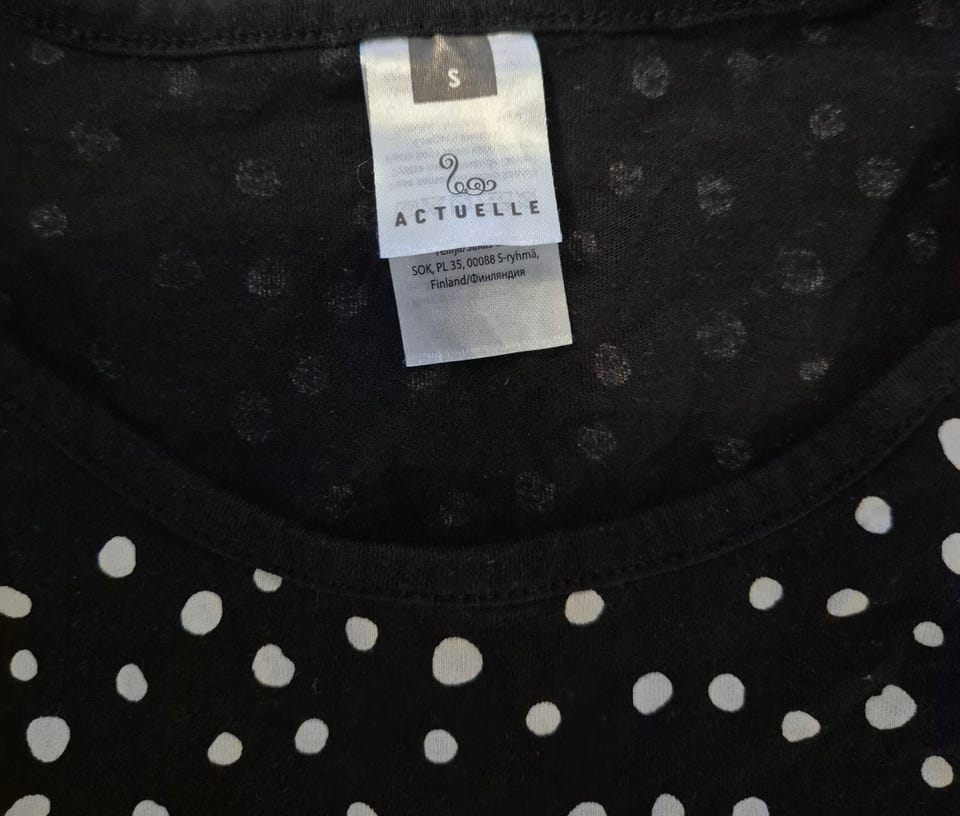 S
ACTUELLE
SOK, PL 35, 00088 S-ryhmä,
Finland/Финляндия